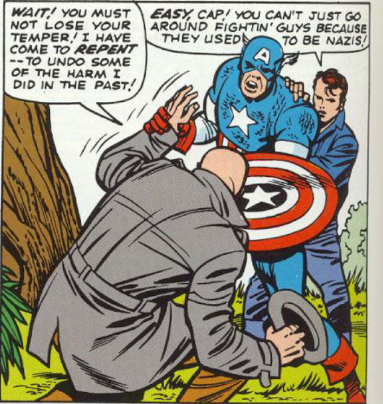 WAIT! YOU MUST
NOT LOSE YOUR
TEMPER! I HAVE
COME TO REPENT
--TO UNDO SOME
OF THE HARM I
DID IN THE PAST!
EASY, CAP! YOU CAN'T JUST GO
AROUND FIGHTIN' GUYS BECAUSE
THEY USED TO BE NAZIS!
A